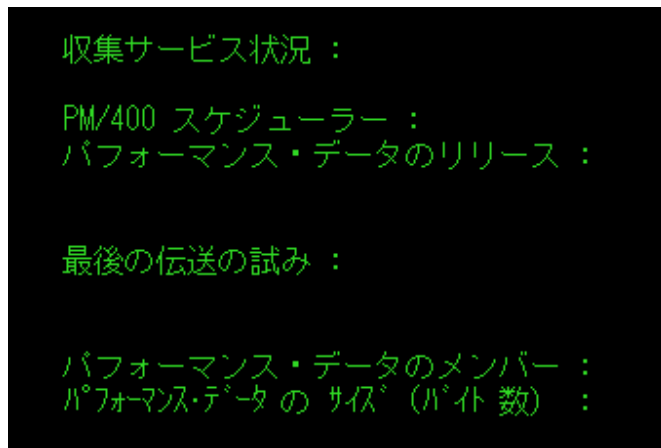 収集サービス状況 :
PM/400 スケジューラー :
パフォーマンス・データのリリース :
最後の伝送の試み :
パフォーマンス・データのメンバー :
ﾊﾟﾌｫｰﾏﾝｽ･ﾃﾞｰﾀ の ｻｲｽﾞ (ﾊﾞｲﾄ 数) :